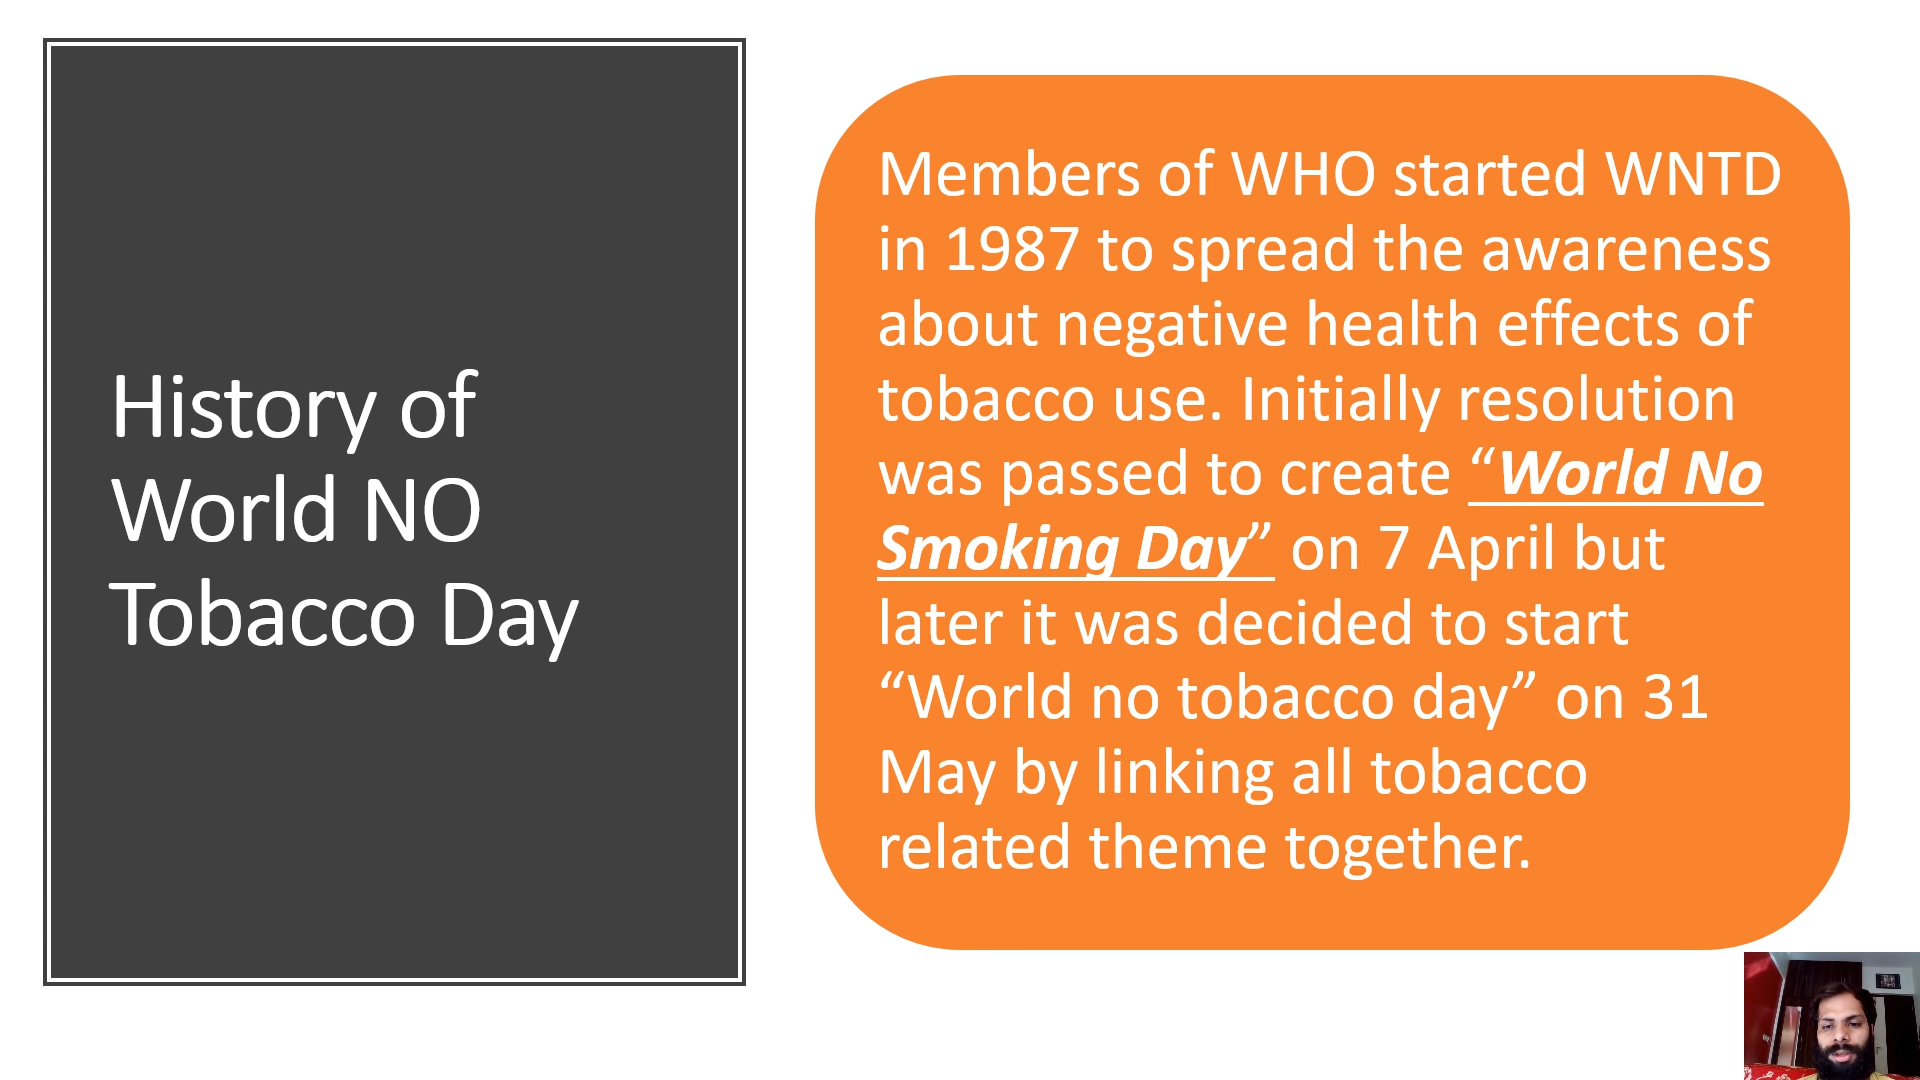 History of
World NO
Tobacco Day
Members of WHO started WNTD
in 1987 to spread the awareness
about negative health effects of
tobacco use. Initially resolution
was passed to create “World No
Smoking Day” on 7 April but
later it was decided to start
“World no tobacco day” on 31
May by linking all tobacco
related theme together.